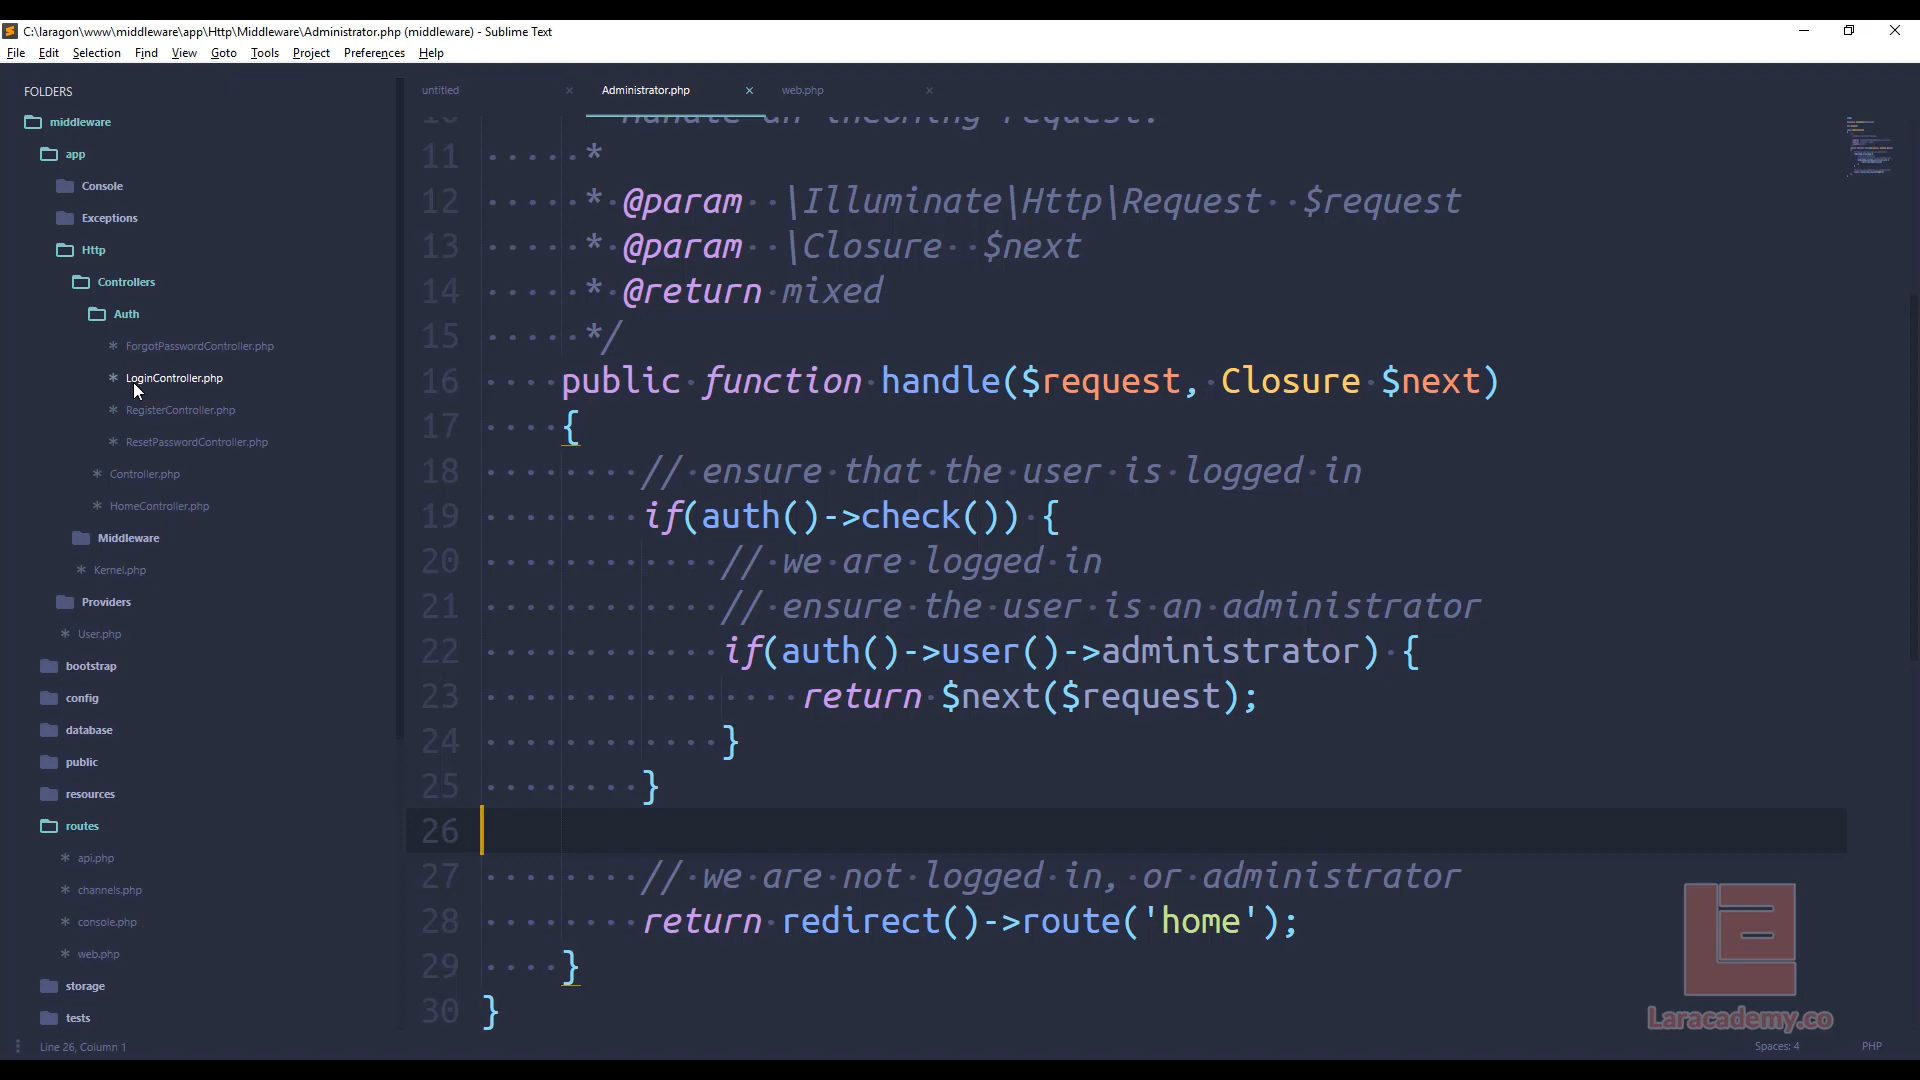 C:\laragon\www\middleware\app\Http\Middleware\Administrator.php (middleware) - Sublime Text
File Edit Selection Find View Goto Tools Project Preferences Help
FOLDERS
middleware
app
Console
Exceptions
Http
Controllers
Auth
ForgotPasswordController.php
LoginController.php
RegisterController.php
ResetPasswordController.php
Controller.php
HomeController.php
Middleware
Kernel.php
Providers
User.php
bootstrap
config
database
public
resources
routes
api.php
channels.php
console.php
web.php
storage
tests
untitled Administrator.php web.php
10 * Handle an incoming request.
11 *
12 * @param  \Illuminate\Http\Request  $request
13 * @param  \Closure  $next
14 * @return mixed
15 */
16 public function handle($request, Closure $next)
17 {
18 // ensure that the user is logged in
19 if(auth()->check()) {
20 // we are logged in
21 // ensure the user is an administrator
22 if(auth()->user()->administrator) {
23 return $next($request);
24 }
25 }
26
27 // we are not logged in, or administrator
28 return redirect()->route('home');
29 }
30 }
Laracademy.co
Line 26, Column 1 Spaces: 4 PHP